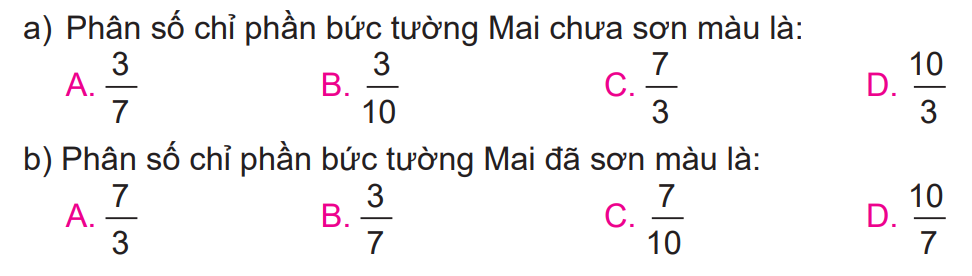 a) Phân số chỉ phần bức tường Mai chưa sơn màu là:
A. 3/7 B. 3/10 C. 7/3 D. 10/3
b) Phân số chỉ phần bức tường Mai đã sơn màu là:
A. 7/3 B. 3/7 C. 7/10 D. 10/7